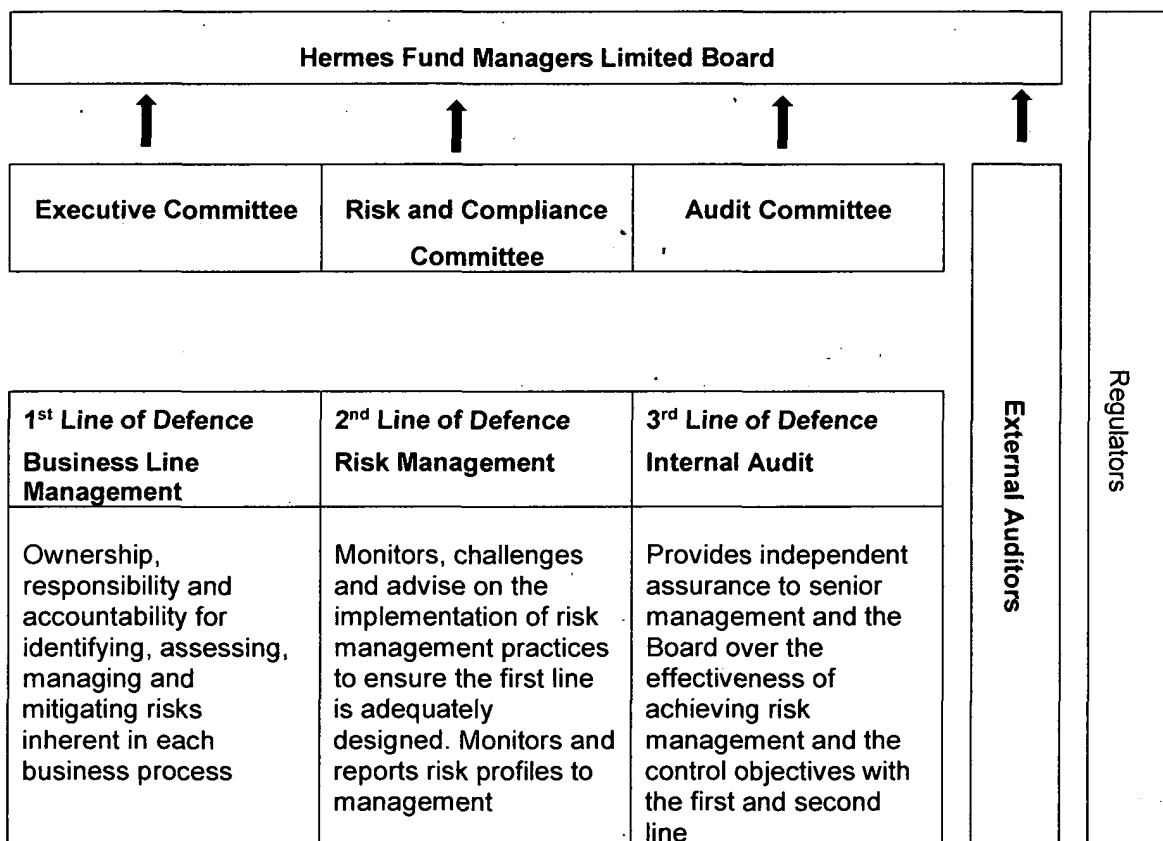 Hermes Fund Managers Limited Board
Executive Committee
Risk and Compliance
Committee
Audit Committee
1st Line of Defence
Business Line
Management
Ownership,
responsibility and
accountability for
identifying, assessing,
managing and
mitigating risks
inherent in each
business process
2nd Line of Defence
Risk Management
Monitors, challenges
and advise on the
implementation of risk
management practices
to ensure the first line
is adequately
designed. Monitors and
reports risk profiles to
management
3rd Line of Defence
Internal Audit
Provides independent
assurance to senior
management and the
Board over the
effectiveness of
achieving risk
management and the
control objectives with
the first and second
line
External Auditors
Regulators